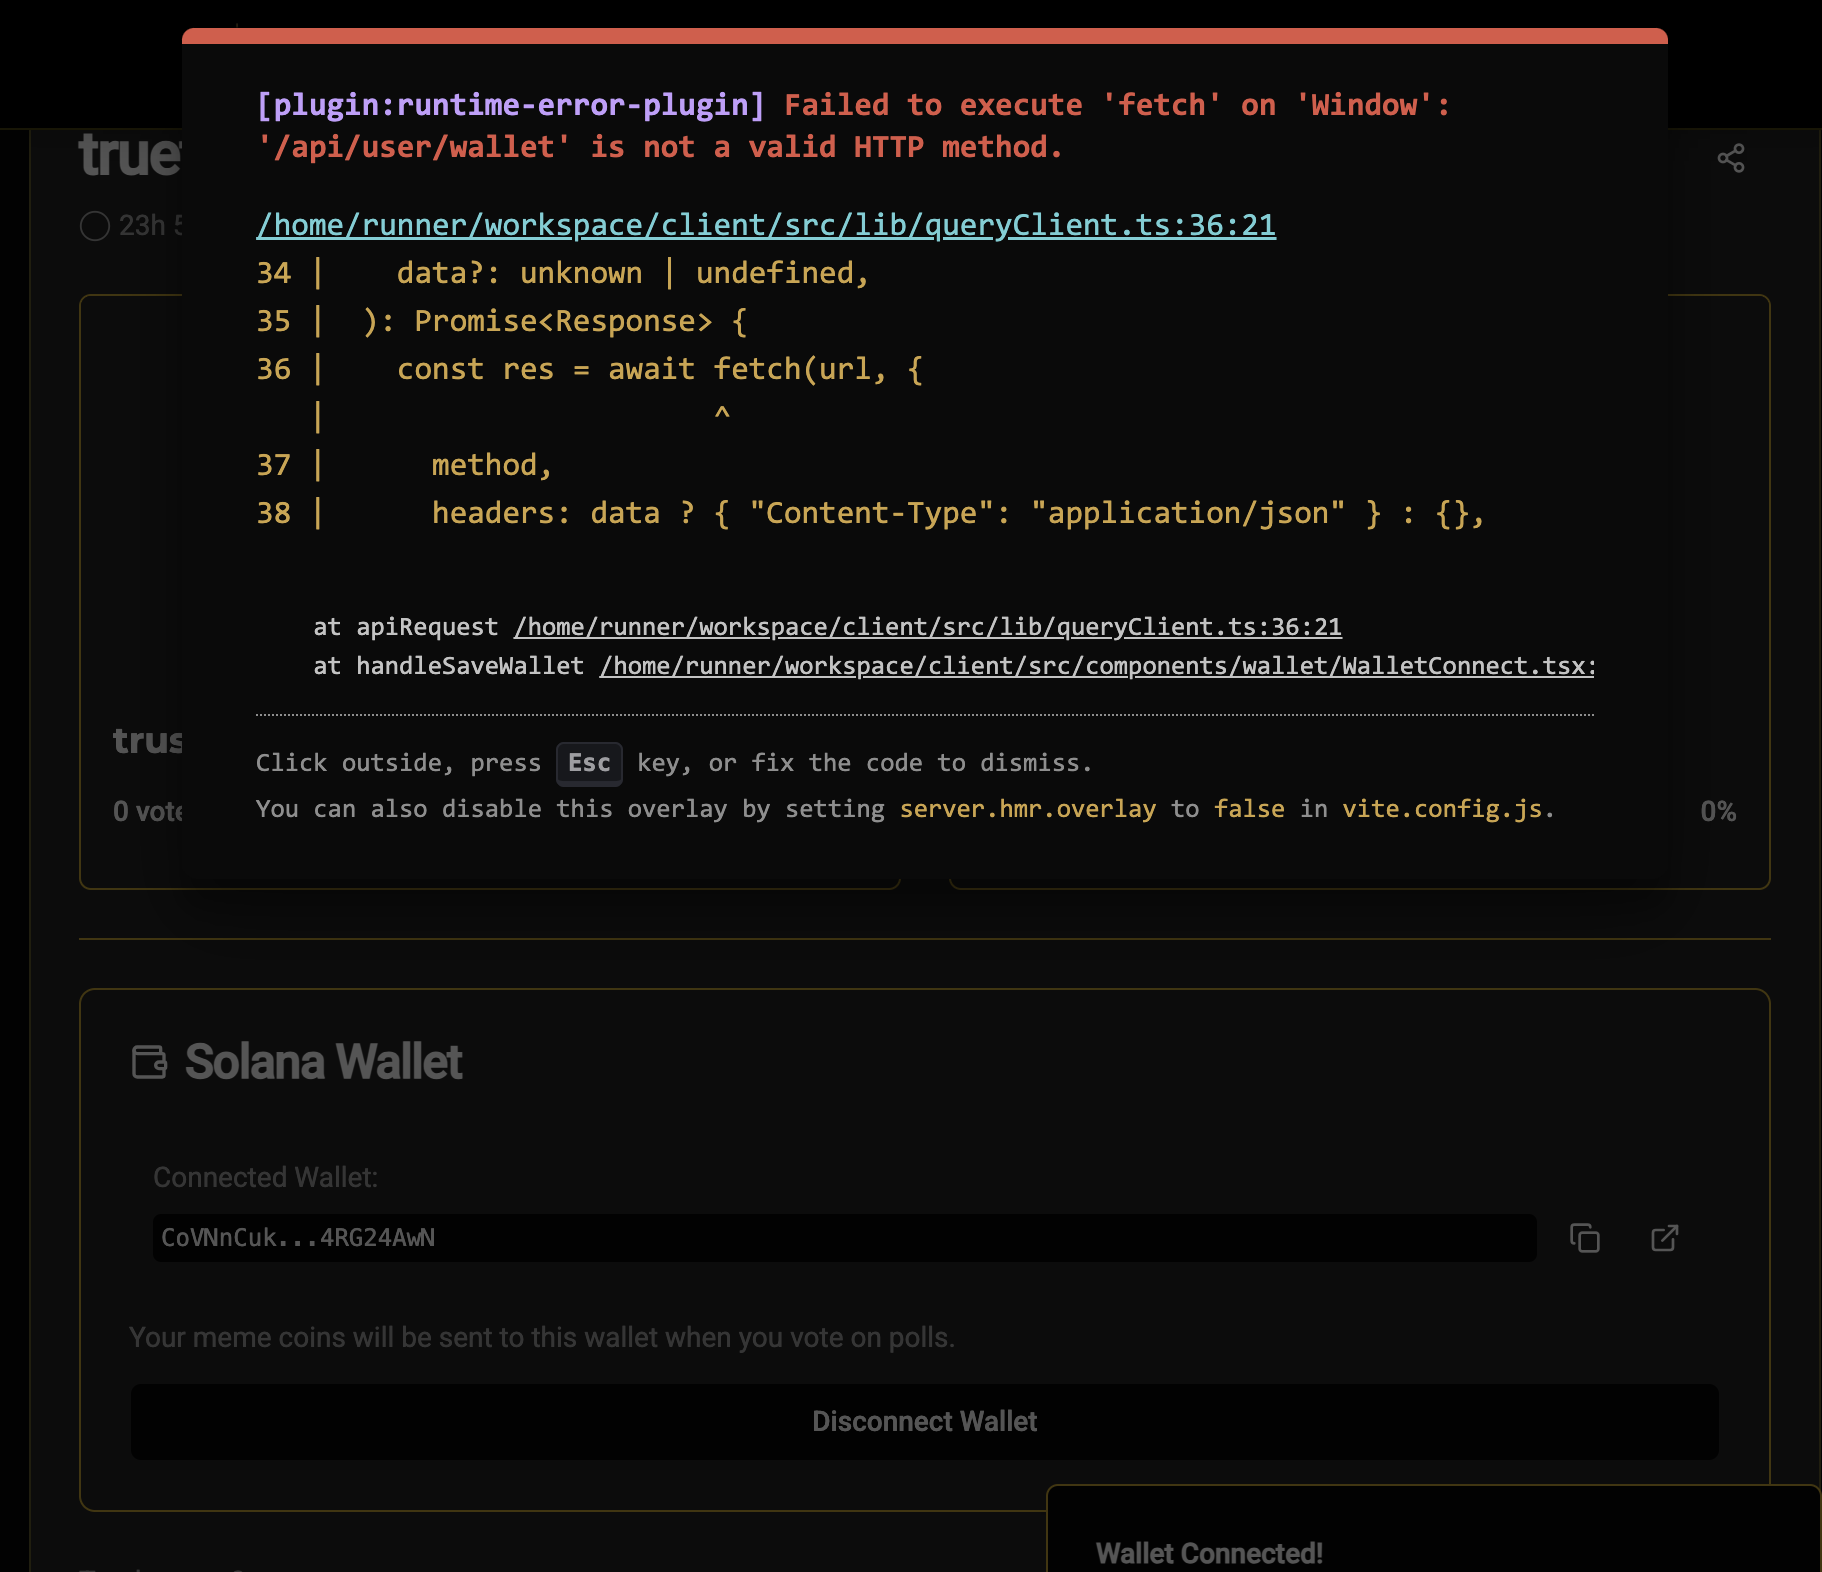 [plugin:runtime-error-plugin] Failed to execute 'fetch' on 'Window':
'/api/user/wallet' is not a valid HTTP method.
/home/runner/workspace/client/src/lib/queryClient.ts:36:21
34 |    data?: unknown | undefined,
35 |  ): Promise<Response> {
36 |    const res = await fetch(url, {
|                      ^
37 |      method,
38 |      headers: data ? { "Content-Type": "application/json" } : {},
at apiRequest /home/runner/workspace/client/src/lib/queryClient.ts:36:21
at handleSaveWallet /home/runner/workspace/client/src/components/wallet/WalletConnect.tsx:
Click outside, press Esc key, or fix the code to dismiss.
You can also disable this overlay by setting server.hmr.overlay to false in vite.config.js.
23h
0 vote
0%
Solana Wallet
Connected Wallet:
CoVNnCuk...4RG24AwN
Your meme coins will be sent to this wallet when you vote on polls.
Disconnect Wallet
Wallet Connected!